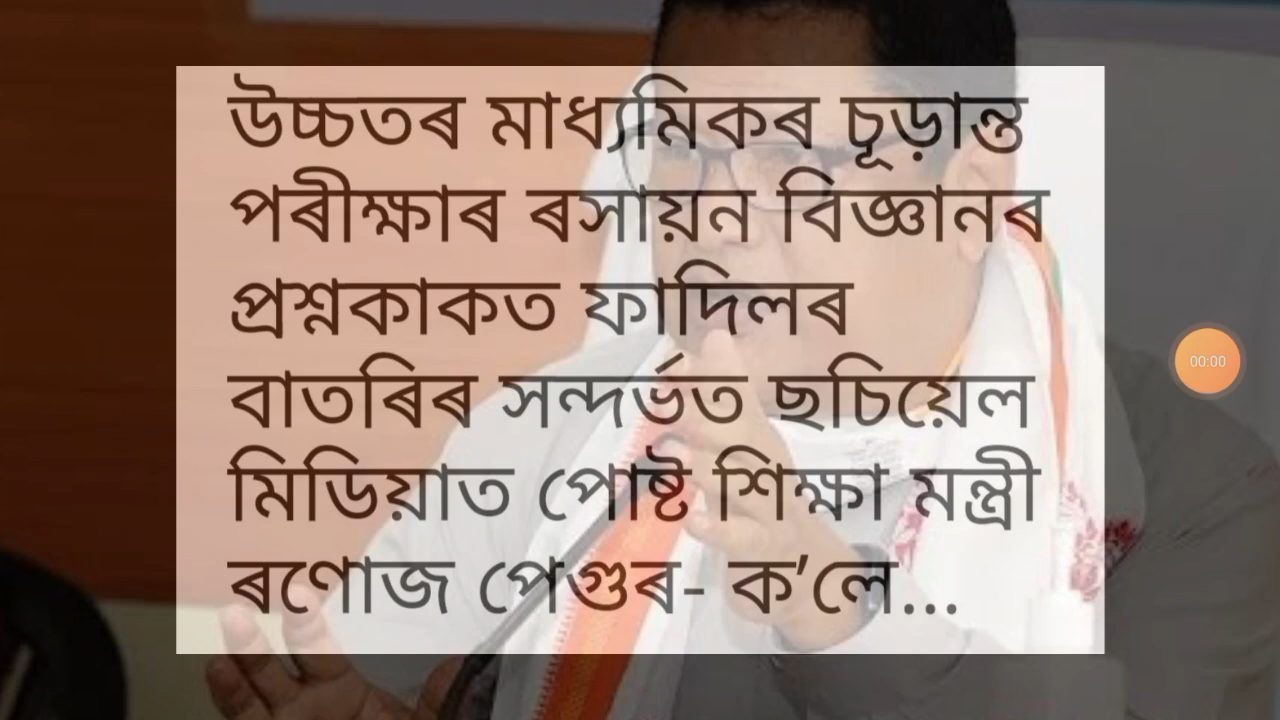 উচ্চতৰ মাধ্যমিকৰ চূড়ান্ত
পৰীক্ষাৰ ৰসায়ন বিজ্ঞানৰ
প্ৰশ্নকাকত ফাদিলৰ
বাতৰিৰ সন্দৰ্ভত ছচিয়েল
মিডিয়াত পোষ্ট শিক্ষা মন্ত্ৰী
ৰণোজ পেগুৰ- ক’লে...
00:00